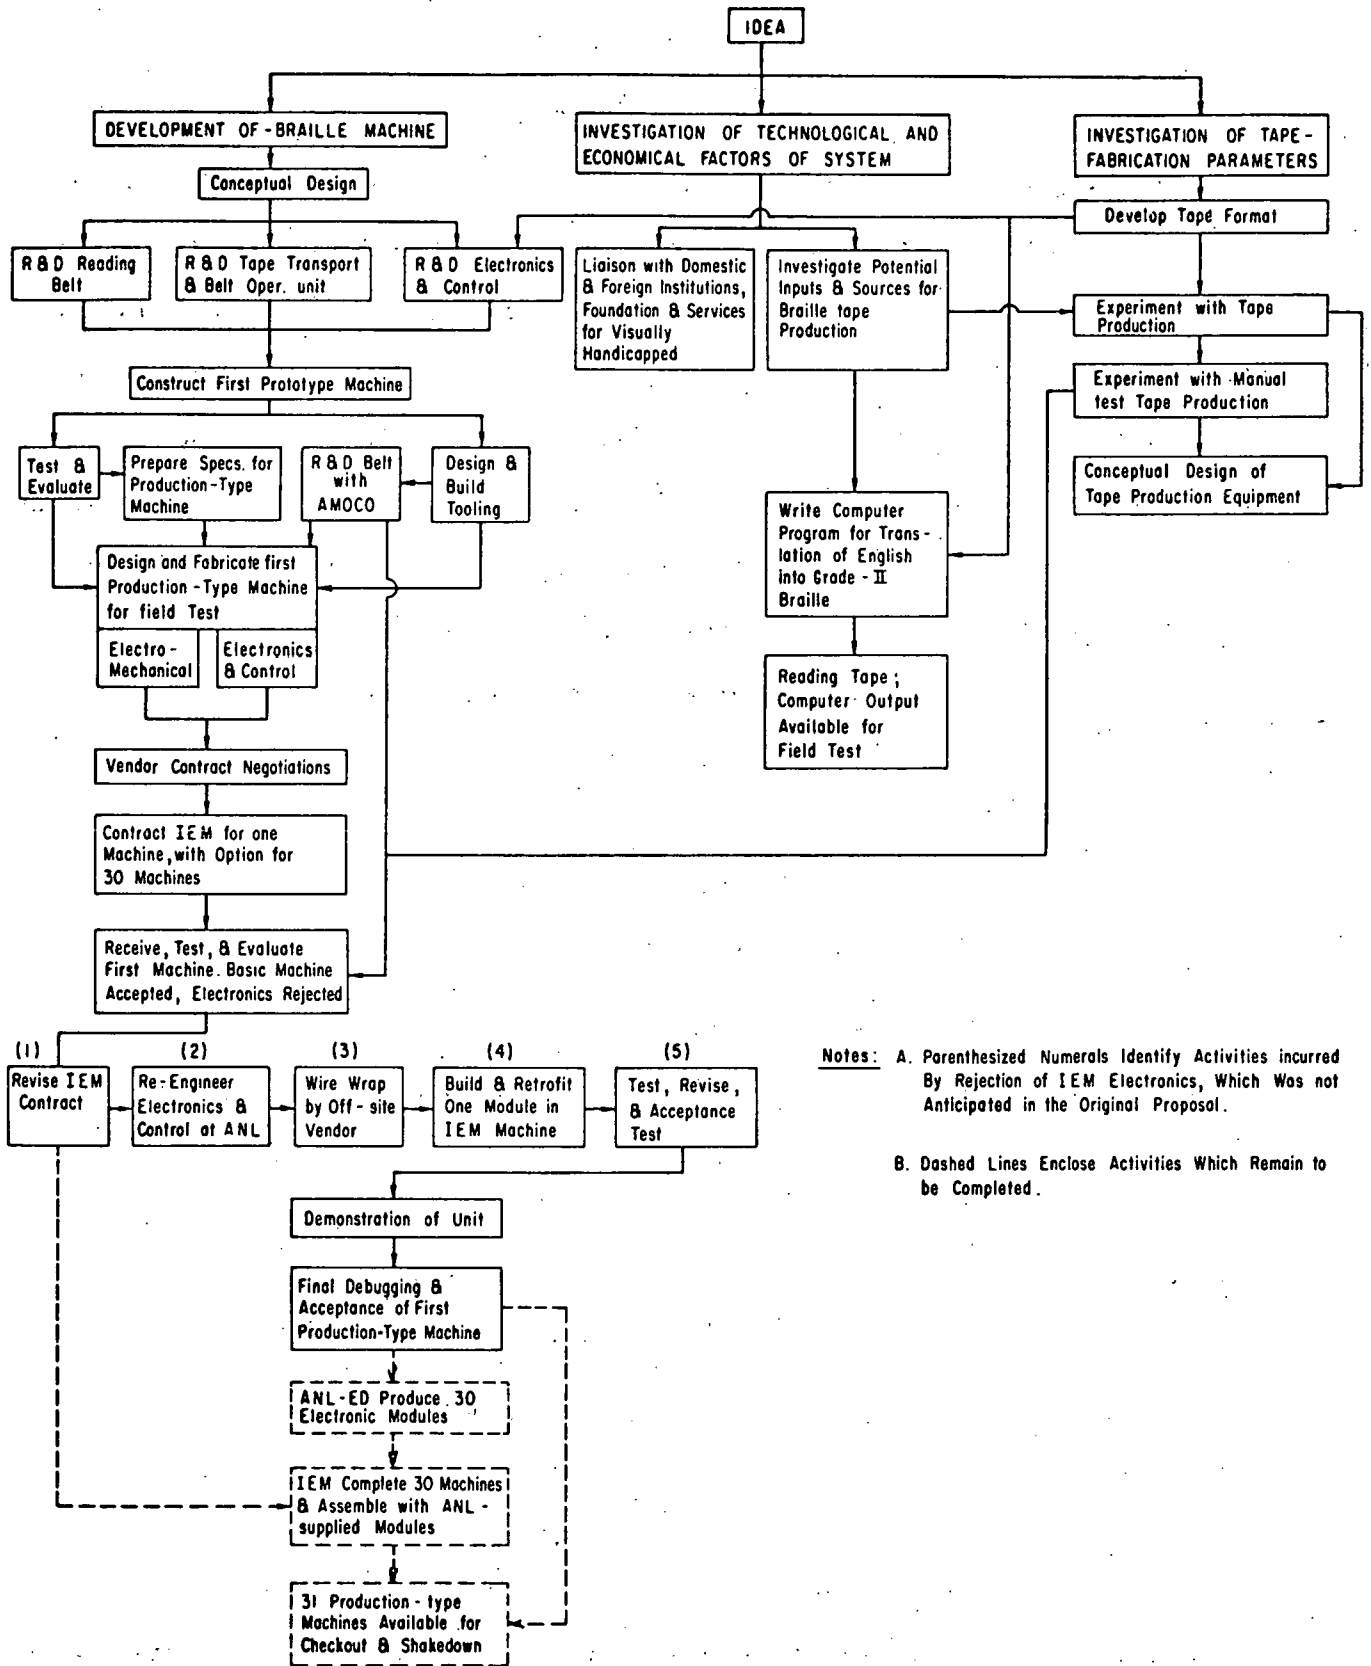 IDEA
DEVELOPMENT OF - BRAILLE MACHINE
INVESTIGATION OF TECHNOLOGICAL AND
ECONOMICAL FACTORS OF SYSTEM
INVESTIGATION OF TAPE -
FABRICATION PARAMETERS
Conceptual Design
Develop Tape Format
R & D Reading
Belt
R & D Tape Transport
& Belt Oper. unit
R & D Electronics
& Control
Liaison with Domestic
& Foreign Institutions,
Foundation & Services
for Visually
Handicapped
Investigate Potential
Inputs & Sources for
Braille tape
Production
Experiment with Tape
Production
Experiment with Manual
test Tape Production
Conceptual Design of
Tape Production Equipment
Construct First Prototype Machine
Test &
Evaluate
Prepare Specs. for
Production-Type
Machine
R & D Belt
with
AMOCO
Design &
Build
Tooling
Design and Fabricate first
Production - Type Machine
for field Test
Electro -
Mechanical
Electronics
& Control
Write Computer
Program for Trans -
lation of English
into Grade - II
Braille
Reading Tape ;
Computer Output
Available for
Field Test
Vendor Contract Negotiations
Contract IEM for one
Machine, with Option for
30 Machines
Receive, Test, & Evaluate
First Machine. Basic Machine
Accepted, Electronics Rejected
(1)
Revise IEM
Contract
(2)
Re-Engineer
Electronics &
Control at ANL
(3)
Wire Wrap
by Off - site
Vendor
(4)
Build & Retrofit
One Module in
IEM Machine
(5)
Test, Revise,
& Acceptance
Test
Notes: A. Parenthesized Numerals Identify Activities incurred
By Rejection of IEM Electronics, Which Was not
Anticipated in the Original Proposal.
B. Dashed Lines Enclose Activities Which Remain to
be Completed.
Demonstration of Unit
Final Debugging &
Acceptance of First
Production-Type Machine
ANL-ED Produce 30
Electronic Modules
IEM Complete 30 Machines
& Assemble with ANL -
supplied Modules
31 Production - type
Machines Available for
Checkout & Shakedown